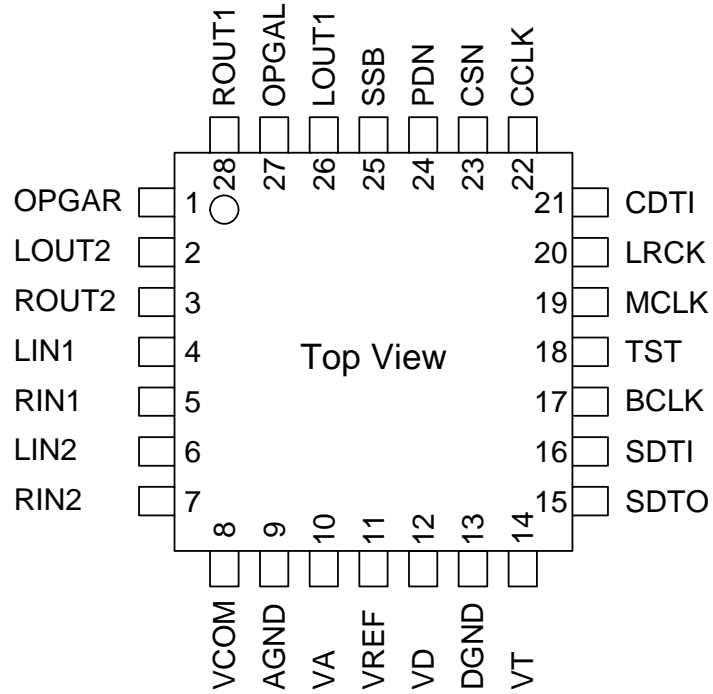 ROUT1 OPGAL LOUT1 SSB PDN CSN CCLK
28 27 26 25 24 23 22
OPGAR 1 21 CDTI
LOUT2 2 20 LRCK
ROUT2 3 19 MCLK
LIN1 4 Top View 18 TST
RIN1 5 17 BCLK
LIN2 6 16 SDTI
RIN2 7 15 SDTO
8 9 10 11 12 13 14
VCOM AGND VA VREF VD DGND VT